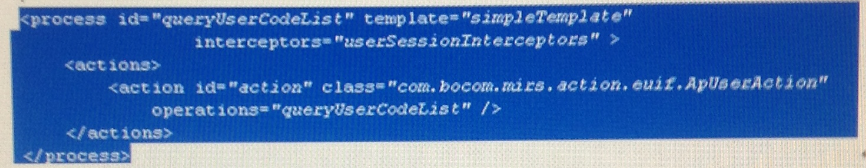 <process id="queryUserCodeList" template="simpleTemplate"
interceptors="userSessionInterceptors" >
<actions>
<action id="action" class="com.bocom.mirs.action.euif.ApUserAction"
operations="queryUserCodeList" />
</actions>
</process>